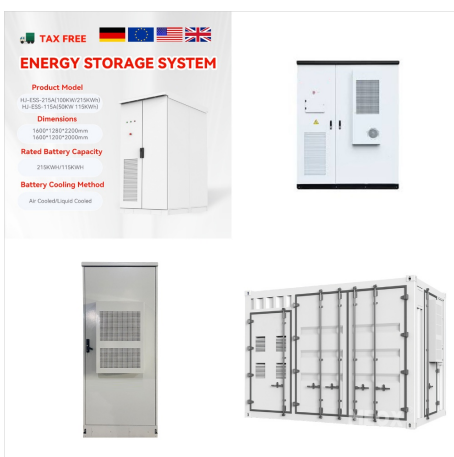 TAX FREE
ENERGY STORAGE SYSTEM
Product Model
HJ-ESS-215A(100KW/215KWH)
HJ-ESS-115A(50KW 115KWH)
Dimensions
1600*1280*2200mm
1600*1200*2000mm
Rated Battery Capacity
215KWH/115KWH
Battery Cooling Method
Air Cooled/Liquid Cooled